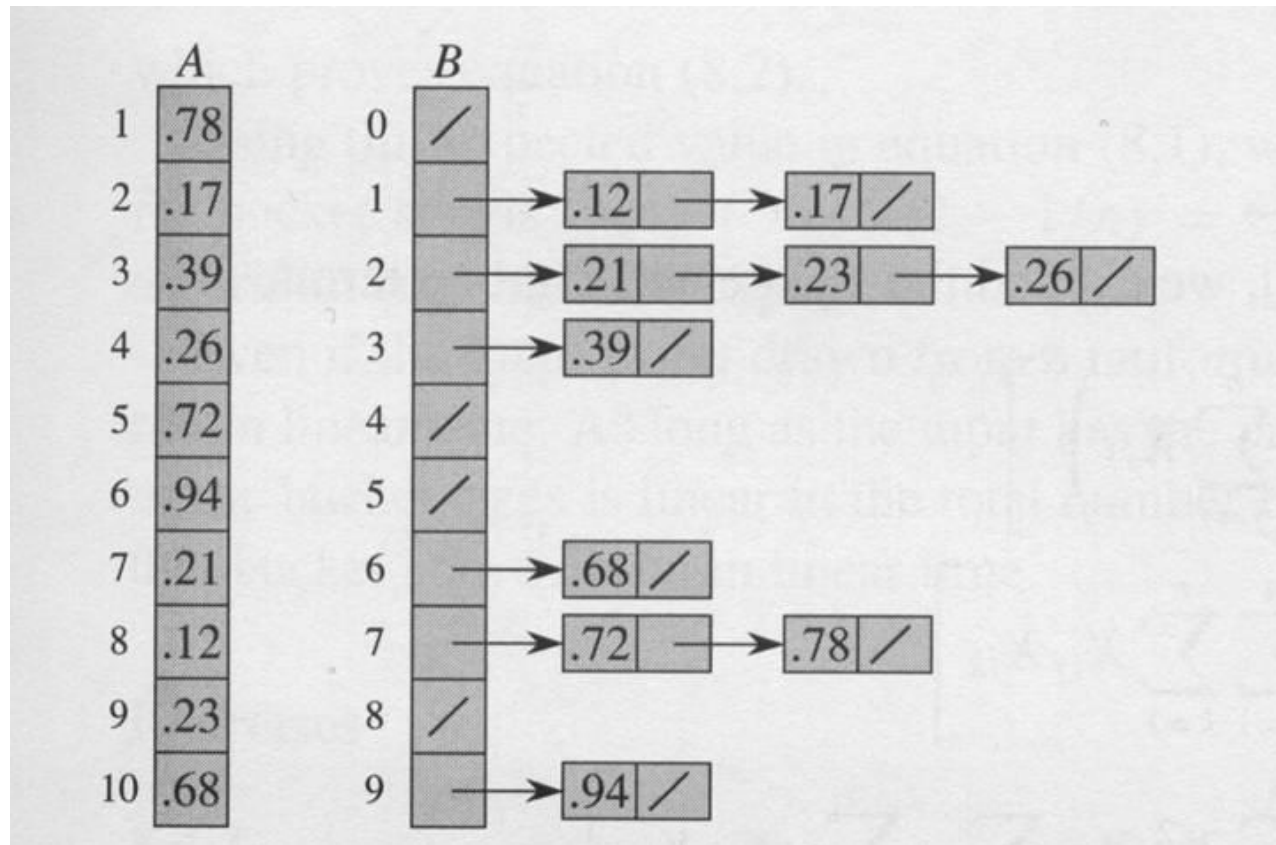 A B
1 .78 0 /
2 .17 1 .12 .17 /
3 .39 2 .21 .23 .26 /
4 .26 3 .39 /
5 .72 4 /
6 .94 5 /
7 .21 6 .68 /
8 .12 7 .72 .78 /
9 .23 8 /
10 .68 9 .94 /